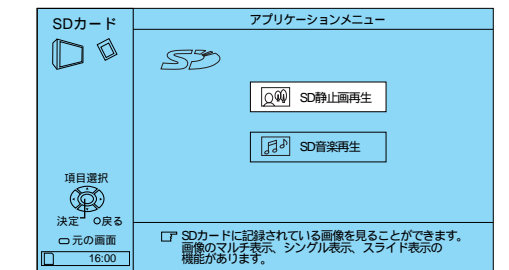 SDカード
アプリケーションメニュー
SD
SD静止画再生
SD音楽再生
項目選択
決定 戻る
元の画面
16:00
SDカードに記録されている画像を見ることができます。
画像のマルチ表示、シングル表示、スライド表示の
機能があります。